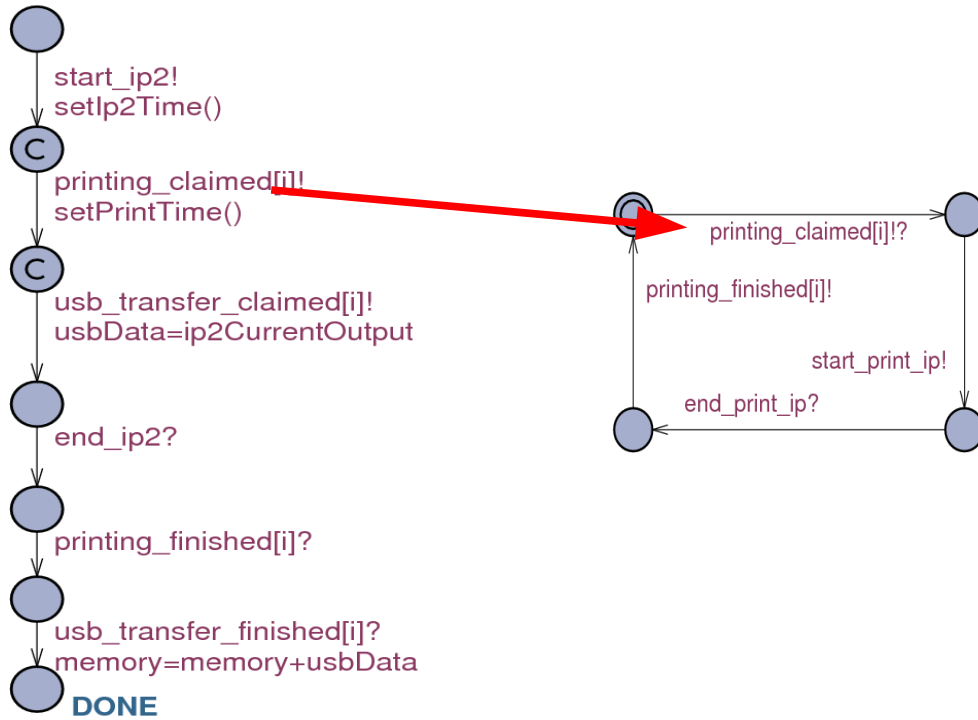 start_ip2!
setIp2Time()
C
printing_claimed[i]!
setPrintTime()
C
usb_transfer_claimed[i]!
usbData=ip2CurrentOutput
end_ip2?
printing_finished[i]?
usb_transfer_finished[i]?
memory=memory+usbData
DONE
printing_claimed[i]!?
printing_finished[i]!
start_print_ip!
end_print_ip?